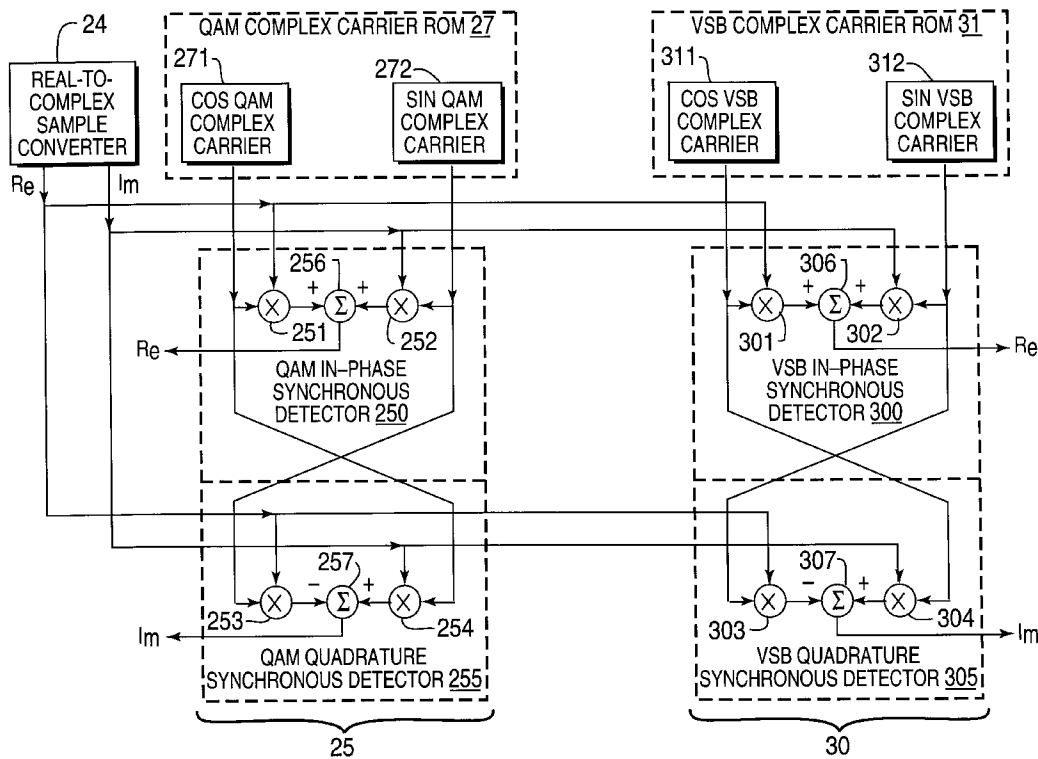 24
REAL-TO-
COMPLEX
SAMPLE
CONVERTER
Re
Im
QAM COMPLEX CARRIER ROM 27
271
COS QAM
COMPLEX
CARRIER
272
SIN QAM
COMPLEX
CARRIER
VSB COMPLEX CARRIER ROM 31
311
COS VSB
COMPLEX
CARRIER
312
SIN VSB
COMPLEX
CARRIER
256
+ Σ +
X
X
251
252
Re
QAM IN-PHASE
SYNCHRONOUS
DETECTOR 250
306
+ Σ +
X
X
301
302
Re
VSB IN-PHASE
SYNCHRONOUS
DETECTOR 300
257
- Σ +
X
X
253
254
Im
QAM QUADRATURE
SYNCHRONOUS DETECTOR 255
307
- Σ +
X
X
303
304
Im
VSB QUADRATURE
SYNCHRONOUS DETECTOR 305
25
30